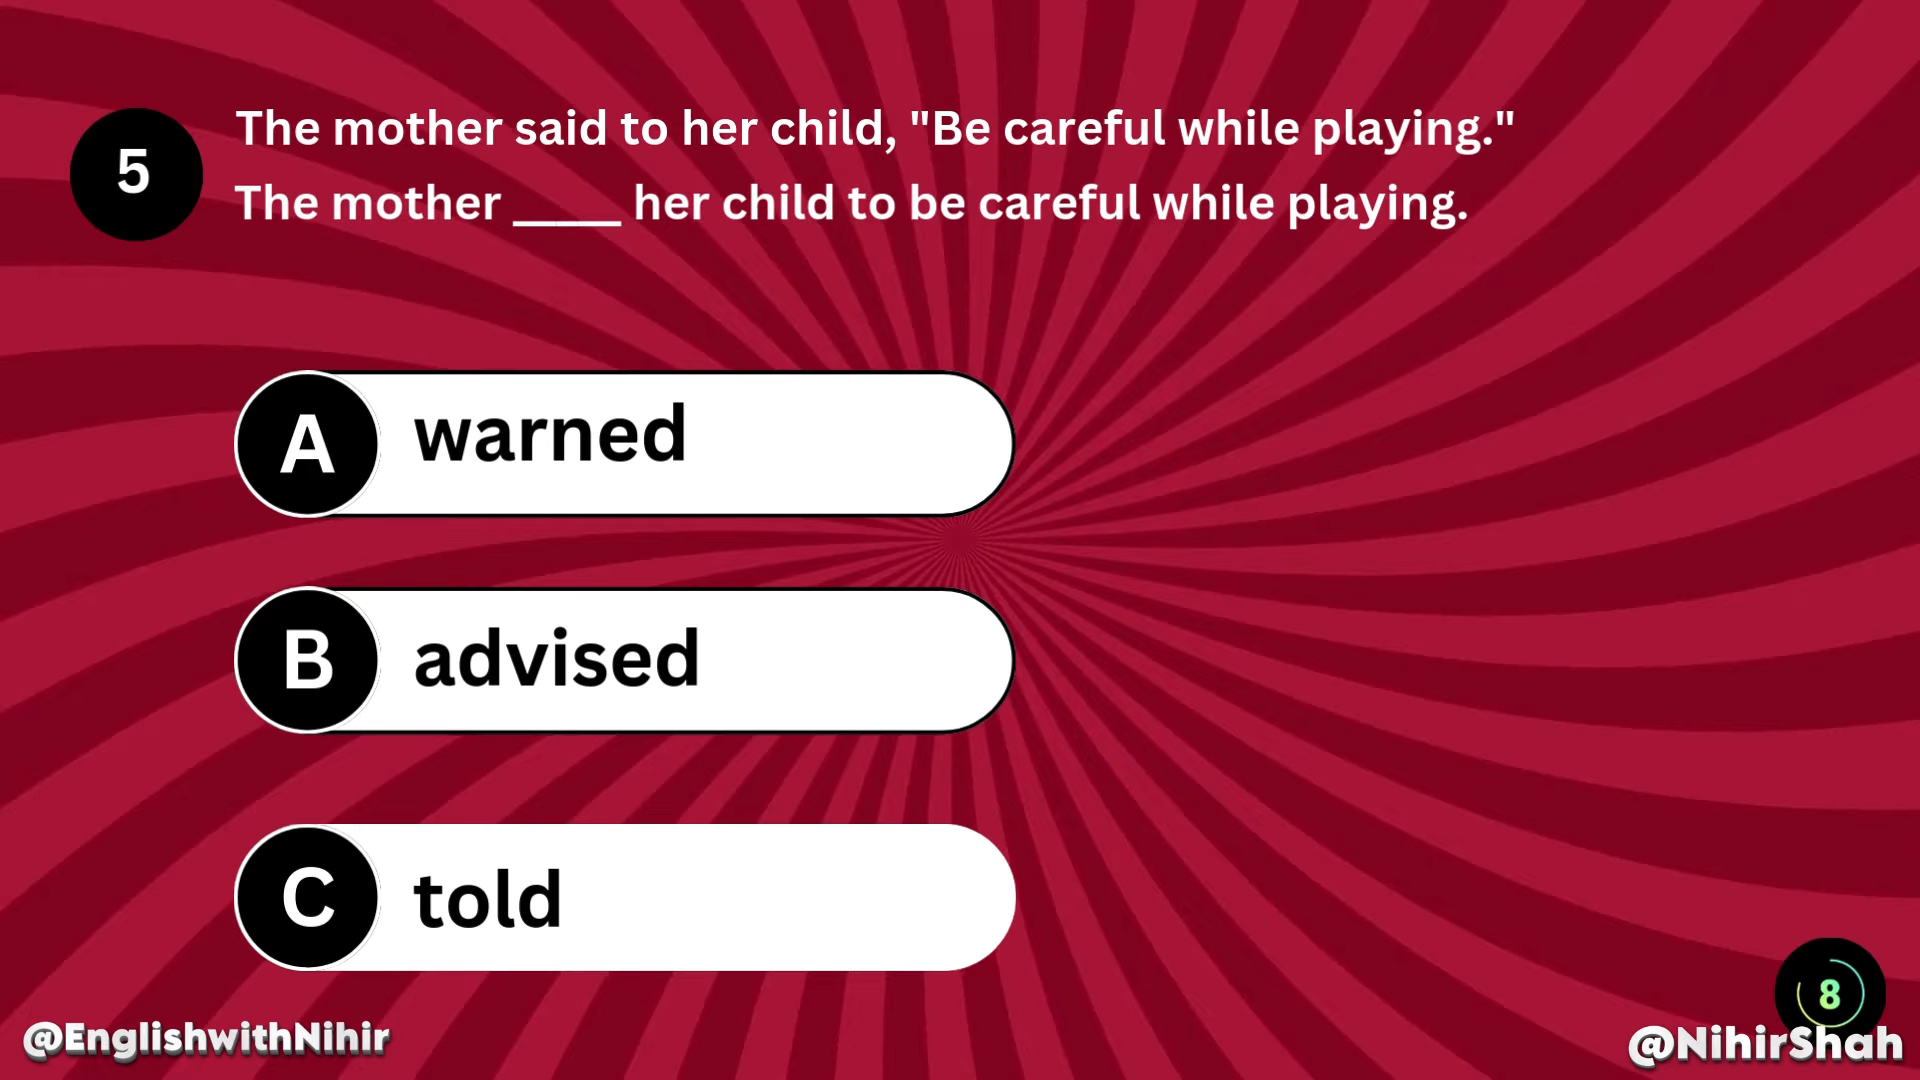 5
The mother said to her child, "Be careful while playing."
The mother ____ her child to be careful while playing.
A warned
B advised
C told
8
@EnglishwithNihir
@NihirShah